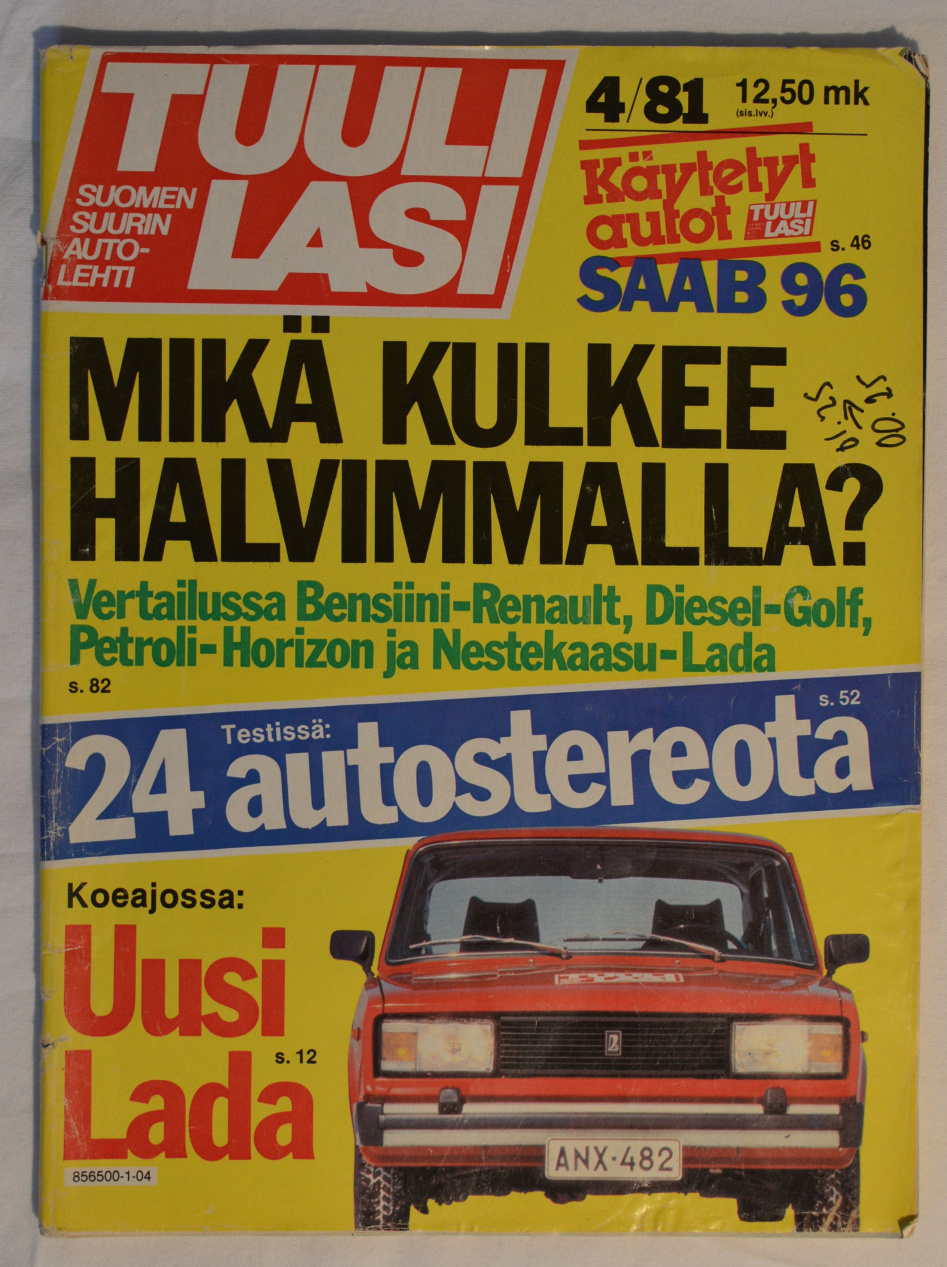 TUULI
LASI
SUOMEN
SUURIN
AUTO-
LEHTI
4/81 12,50 mk
(sis.lvv.)
Käytetyt
autot TUULI
LASI
s. 46
SAAB 96
MIKÄ KULKEE
HALVIMMALLA?
Vertailussa Bensiini-Renault, Diesel-Golf,
Petroli-Horizon ja Nestekaasu-Lada
s. 82
Testissä:
s. 52
24 autostereota
Koeajossa:
Uusi
s. 12
Lada
ANX-482
856500-1-04